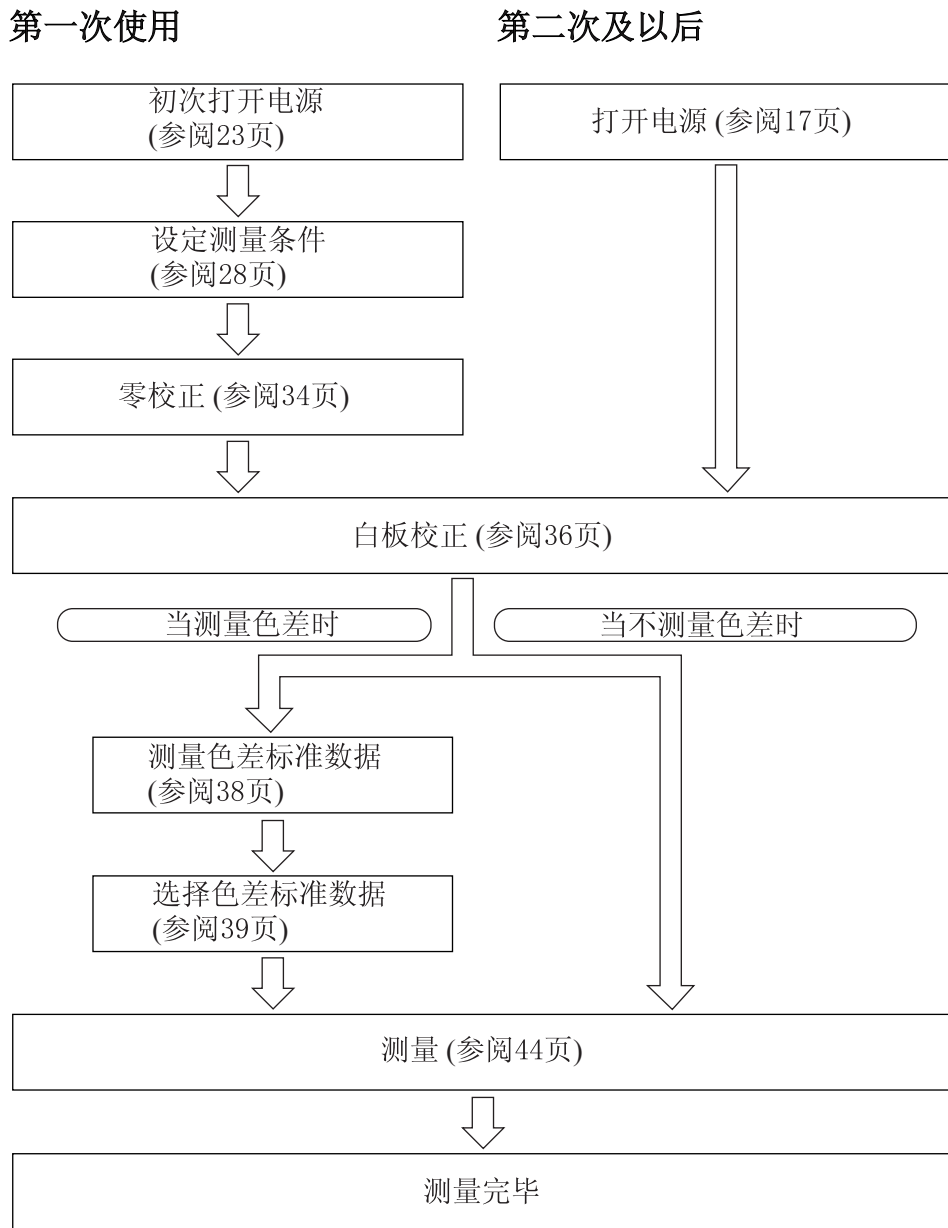 第一次使用
第二次及以后
初次打开电源
(参阅23页)
打开电源 (参阅17页)
设定测量条件
(参阅28页)
零校正 (参阅34页)
白板校正 (参阅36页)
当测量色差时
当不测量色差时
测量色差标准数据
(参阅38页)
选择色差标准数据
(参阅39页)
测量 (参阅44页)
测量完毕